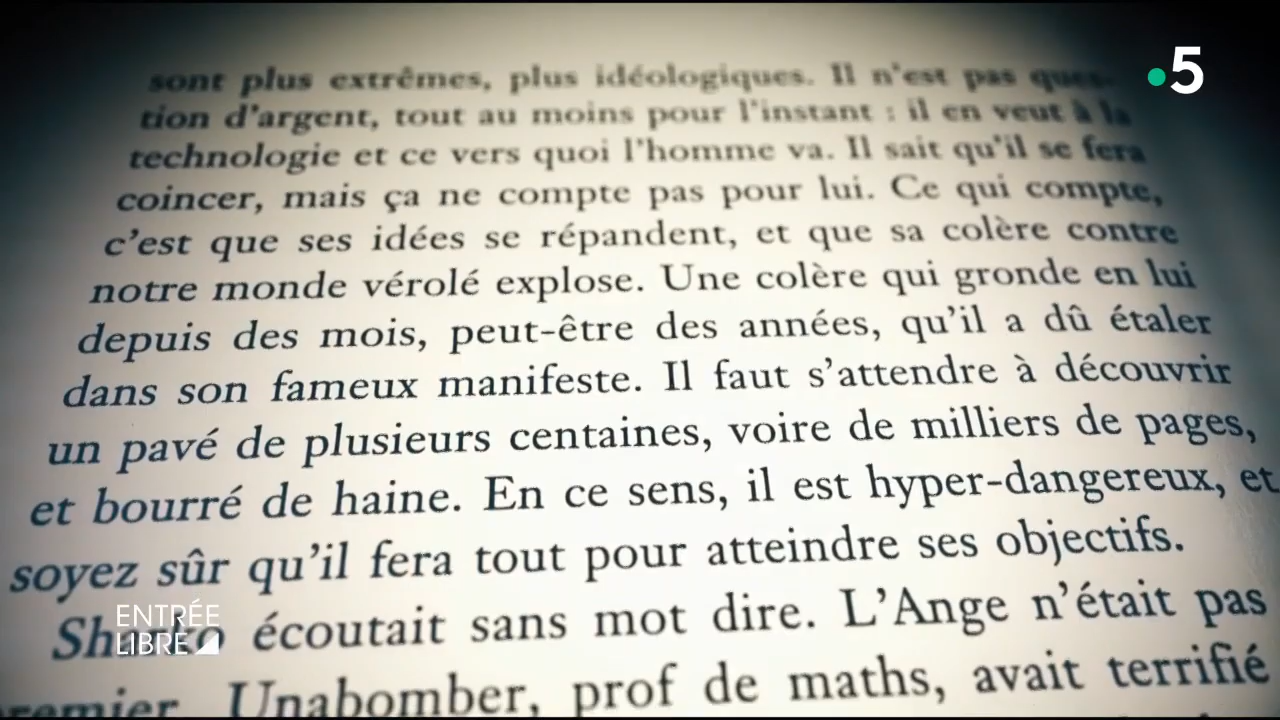 sont plus extrêmes, plus idéologiques. Il n'est pas ques-
tion d'argent, tout au moins pour l'instant : il en veut à la
technologie et ce vers quoi l'homme va. Il sait qu'il se fera
coincer, mais ça ne compte pas pour lui. Ce qui compte,
c'est que ses idées se répandent, et que sa colère contre
notre monde vérolé explose. Une colère qui gronde en lui
depuis des mois, peut-être des années, qu'il a dû étaler
dans son fameux manifeste. Il faut s'attendre à découvrir
un pavé de plusieurs centaines, voire de milliers de pages,
et bourré de haine. En ce sens, il est hyper-dangereux, et
soyez sûr qu'il fera tout pour atteindre ses objectifs.
écoutait sans mot dire. L'Ange n'était pas
Unabomber, prof de maths, avait terrifié
5
ENTRÉE
LIBRE